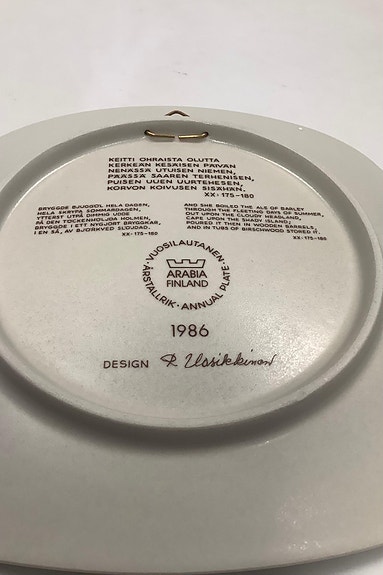 KEITTI OHRAISTA OLUTTA
KERKEÄN KESÄISEN PÄIVÄN
NENÄSSÄ UTUISEN NIEMEN,
PÄÄSSÄ SAAREN TERHENISEN,
PUISEN UUEN UURTEHESEN,
KORVON KOIVUSEN SISÄHÄN.
XX · 175-180
BRYGGDE BJUGGÖL HELA DAGEN,
HELA SKRYPA SOMMARDAGEN,
YTTERST UTPÅ DIMMIG UDDE
PÅ DEN TÖCKENHÖLJDA HOLMEN,
BRYGGDE I ETT NYGJORT BRYGGKAR,
I EN SÅ, AV BJÖRKVED SLÖJDAD.
XX · 175-180
AND SHE BOILED THE ALE OF BARLEY
THROUGH THE FLEETING DAYS OF SUMMER,
OUT UPON THE CLOUDY HEADLAND,
CAPE UPON THE SHADY ISLAND;
POURED IT THEN IN WOODEN BARRELS,
AND IN TUBS OF BIRSCHWOOD STORED IT.
XX · 175-180
VUOSILAUTANEN · ANNUAL PLATE · ÅRSTALLRIK ·
ARABIA
FINLAND
1986
DESIGN R. Uosikkinen